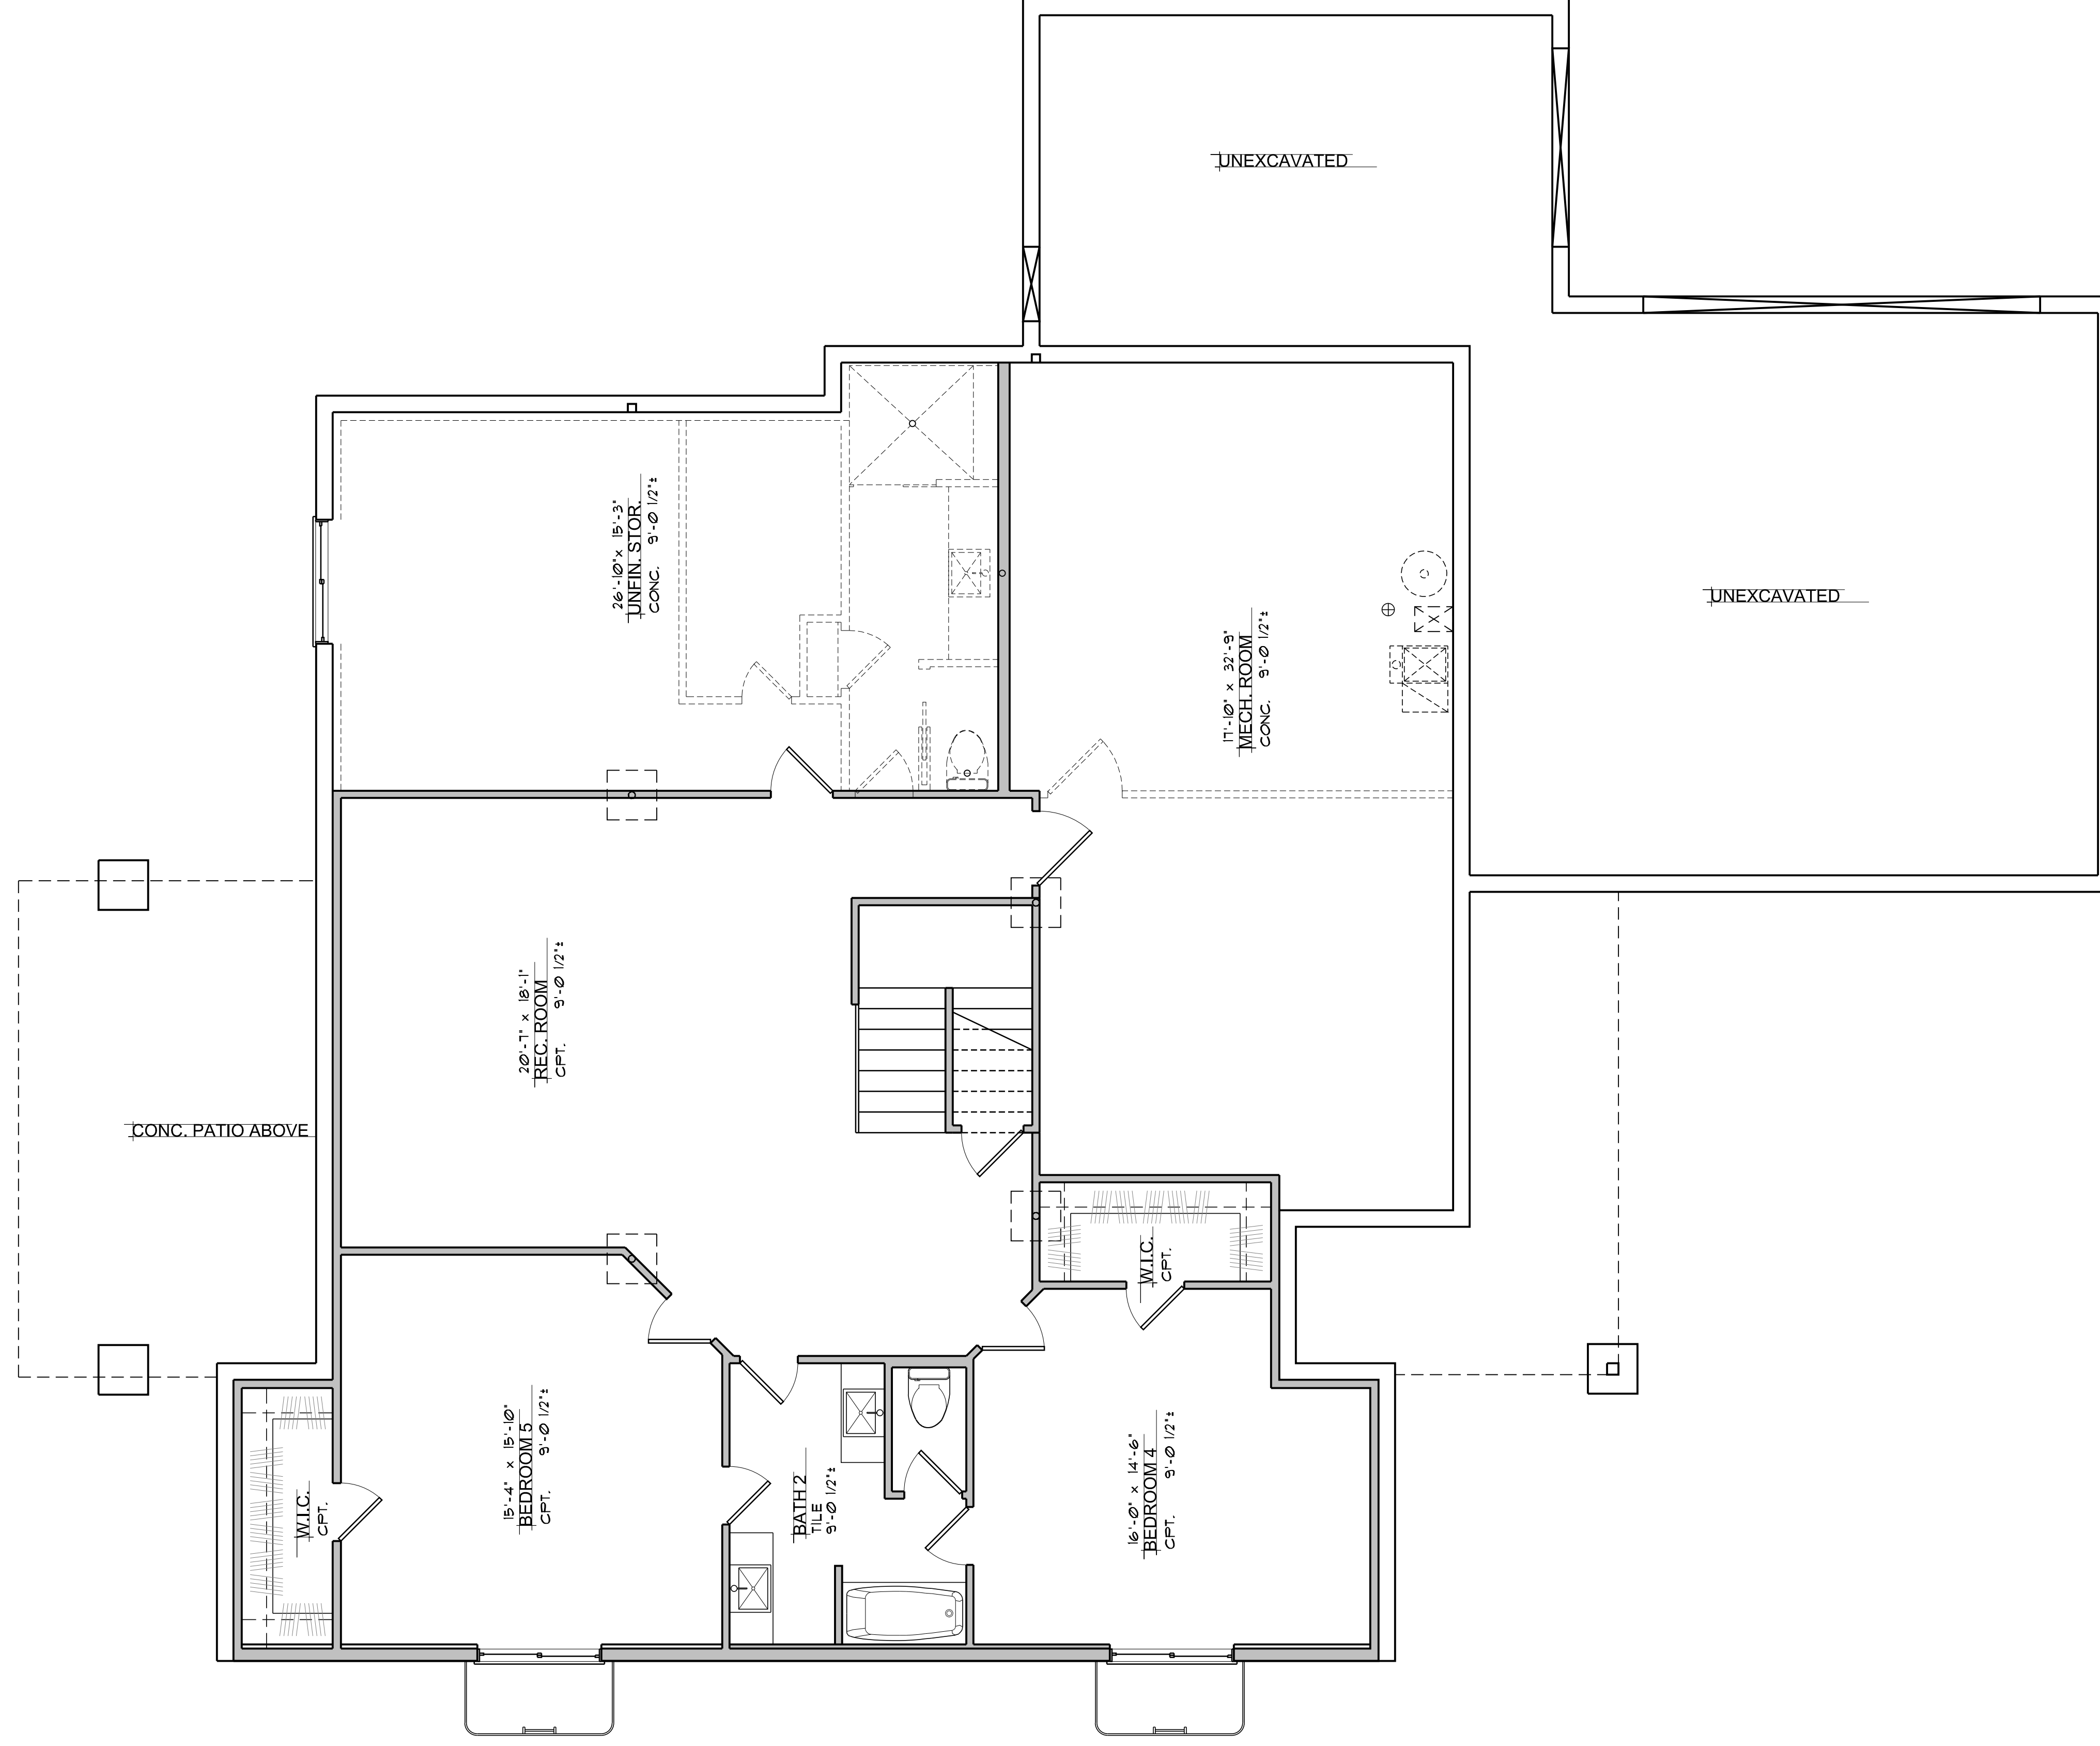 UNEXCAVATED
26'-10"x 15'-3"
UNFIN. STOR.
CONC. 9'-0 1/2"±
UNEXCAVATED
17'-10" x 32'-9"
MECH. ROOM
CONC. 9'-0 1/2"±
20'-7" x 18'-1"
REC. ROOM
CPT. 9'-0 1/2"±
CONC. PATIO ABOVE
W.I.C.
CPT.
15'-4" x 15'-10"
BEDROOM 5
CPT. 9'-0 1/2"±
W.I.C.
CPT.
BATH 2
TILE
9'-0 1/2"±
16'-0" x 14'-6"
BEDROOM 4
CPT. 9'-0 1/2"±